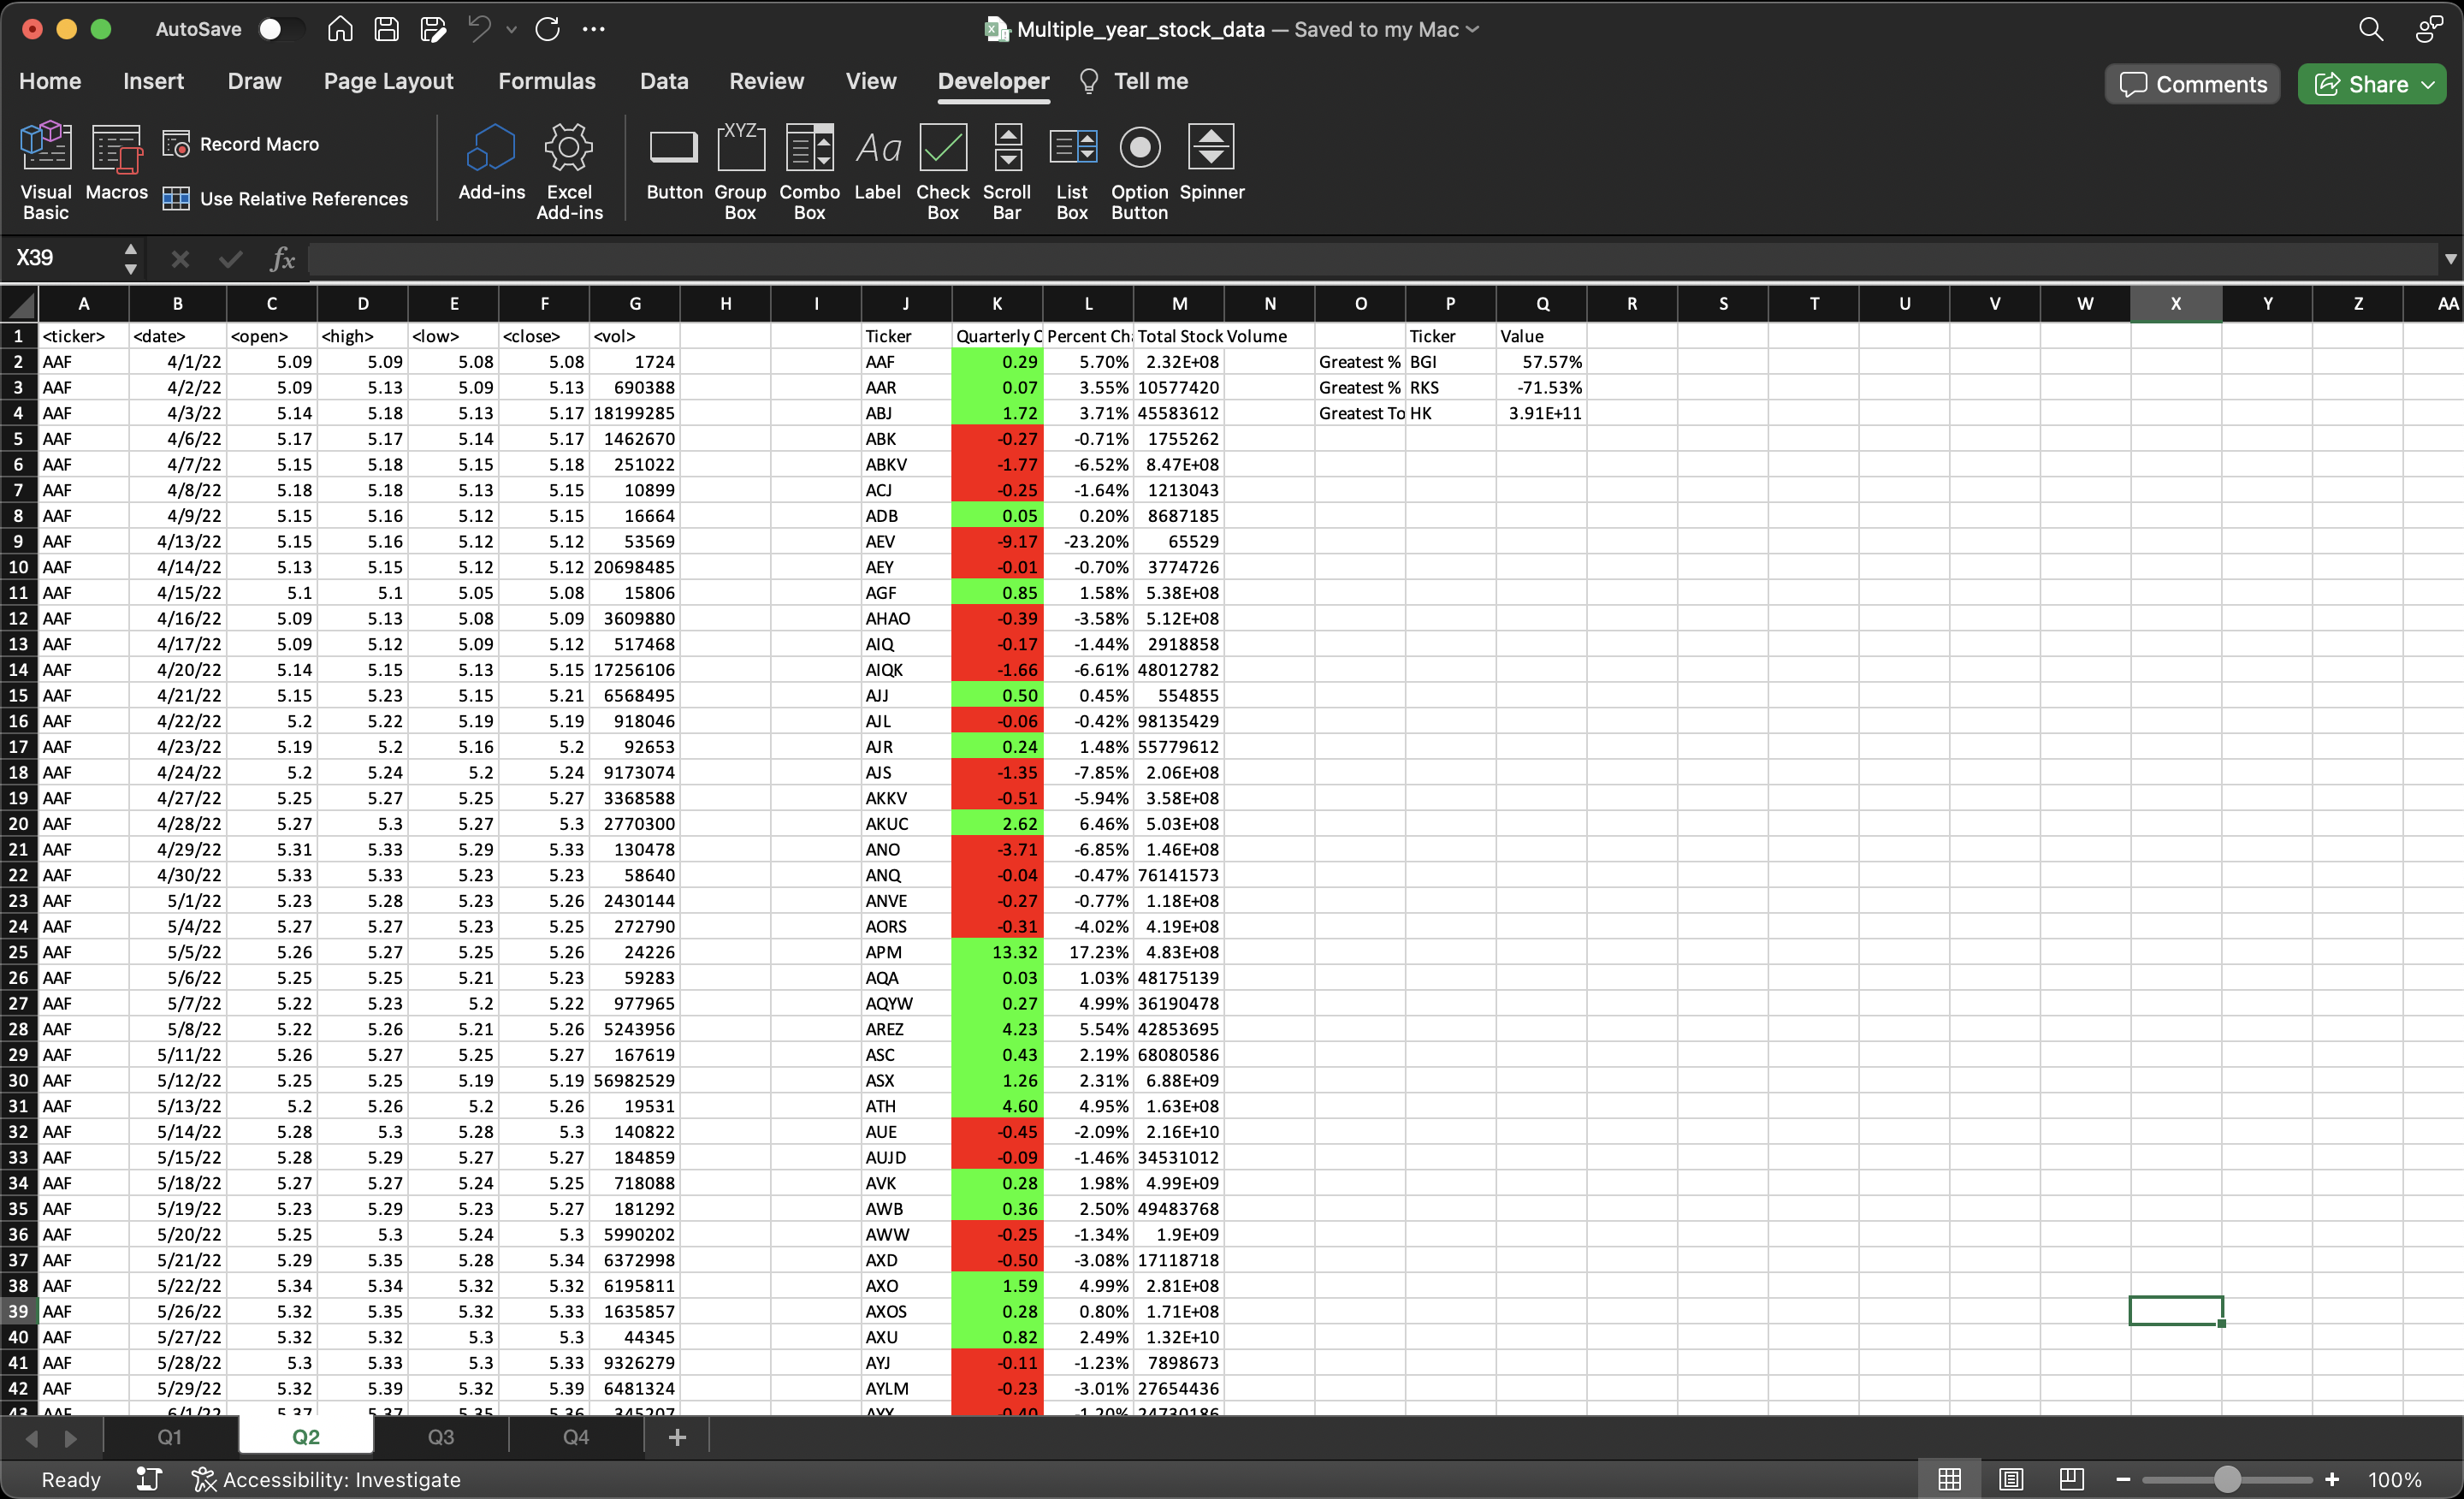 AutoSave
Multiple_year_stock_data — Saved to my Mac
Home Insert Draw Page Layout Formulas Data Review View Developer Tell me Comments Share
Visual Basic Macros Record Macro Use Relative References Add-ins Excel Add-ins XYZ Aa Button Group Box Combo Box Label Check Box Scroll Bar List Box Option Button Spinner
X39 fx
A B C D E F G H I J K L M N O P Q R S T U V W X Y Z AA
1 <ticker> <date> <open> <high> <low> <close> <vol> Ticker Quarterly C Percent Ch Total Stock Volume Ticker Value
2 AAF 4/1/22 5.09 5.09 5.08 5.08 1724 AAF 0.29 5.70% 2.32E+08 Greatest % BGI 57.57%
3 AAF 4/2/22 5.09 5.13 5.09 5.13 690388 AAR 0.07 3.55% 10577420 Greatest % RKS -71.53%
4 AAF 4/3/22 5.14 5.18 5.13 5.17 18199285 ABJ 1.72 3.71% 45583612 Greatest To HK 3.91E+11
5 AAF 4/6/22 5.17 5.17 5.14 5.17 1462670 ABK -0.27 -0.71% 1755262
6 AAF 4/7/22 5.15 5.18 5.15 5.18 251022 ABKV -1.77 -6.52% 8.47E+08
7 AAF 4/8/22 5.18 5.18 5.13 5.15 10899 ACJ -0.25 -1.64% 1213043
8 AAF 4/9/22 5.15 5.16 5.12 5.15 16664 ADB 0.05 0.20% 8687185
9 AAF 4/13/22 5.15 5.16 5.12 5.12 53569 AEV -9.17 -23.20% 65529
10 AAF 4/14/22 5.13 5.15 5.12 5.12 20698485 AEY -0.01 -0.70% 3774726
11 AAF 4/15/22 5.1 5.1 5.05 5.08 15806 AGF 0.85 1.58% 5.38E+08
12 AAF 4/16/22 5.09 5.13 5.08 5.09 3609880 AHAO -0.39 -3.58% 5.12E+08
13 AAF 4/17/22 5.09 5.12 5.09 5.12 517468 AIQ -0.17 -1.44% 2918858
14 AAF 4/20/22 5.14 5.15 5.13 5.15 17256106 AIQK -1.66 -6.61% 48012782
15 AAF 4/21/22 5.15 5.23 5.15 5.21 6568495 AJJ 0.50 0.45% 554855
16 AAF 4/22/22 5.2 5.22 5.19 5.19 918046 AJL -0.06 -0.42% 98135429
17 AAF 4/23/22 5.19 5.2 5.16 5.2 92653 AJR 0.24 1.48% 55779612
18 AAF 4/24/22 5.2 5.24 5.2 5.24 9173074 AJS -1.35 -7.85% 2.06E+08
19 AAF 4/27/22 5.25 5.27 5.25 5.27 3368588 AKKV -0.51 -5.94% 3.58E+08
20 AAF 4/28/22 5.27 5.3 5.27 5.3 2770300 AKUC 2.62 6.46% 5.03E+08
21 AAF 4/29/22 5.31 5.33 5.29 5.33 130478 ANO -3.71 -6.85% 1.46E+08
22 AAF 4/30/22 5.33 5.33 5.23 5.23 58640 ANQ -0.04 -0.47% 76141573
23 AAF 5/1/22 5.23 5.28 5.23 5.26 2430144 ANVE -0.27 -0.77% 1.18E+08
24 AAF 5/4/22 5.27 5.27 5.23 5.25 272790 AORS -0.31 -4.02% 4.19E+08
25 AAF 5/5/22 5.26 5.27 5.25 5.26 24226 APM 13.32 17.23% 4.83E+08
26 AAF 5/6/22 5.25 5.25 5.21 5.23 59283 AQA 0.03 1.03% 48175139
27 AAF 5/7/22 5.22 5.23 5.2 5.22 977965 AQYW 0.27 4.99% 36190478
28 AAF 5/8/22 5.22 5.26 5.21 5.26 5243956 AREZ 4.23 5.54% 42853695
29 AAF 5/11/22 5.26 5.27 5.25 5.27 167619 ASC 0.43 2.19% 68080586
30 AAF 5/12/22 5.25 5.25 5.19 5.19 56982529 ASX 1.26 2.31% 6.88E+09
31 AAF 5/13/22 5.2 5.26 5.2 5.26 19531 ATH 4.60 4.95% 1.63E+08
32 AAF 5/14/22 5.28 5.3 5.28 5.3 140822 AUE -0.45 -2.09% 2.16E+10
33 AAF 5/15/22 5.28 5.29 5.27 5.27 184859 AUJD -0.09 -1.46% 34531012
34 AAF 5/18/22 5.27 5.27 5.24 5.25 718088 AVK 0.28 1.98% 4.99E+09
35 AAF 5/19/22 5.23 5.29 5.23 5.27 181292 AWB 0.36 2.50% 49483768
36 AAF 5/20/22 5.25 5.3 5.24 5.3 5990202 AWW -0.25 -1.34% 1.9E+09
37 AAF 5/21/22 5.29 5.35 5.28 5.34 6372998 AXD -0.50 -3.08% 17118718
38 AAF 5/22/22 5.34 5.34 5.32 5.32 6195811 AXO 1.59 4.99% 2.81E+08
39 AAF 5/26/22 5.32 5.35 5.32 5.33 1635857 AXOS 0.28 0.80% 1.71E+08
40 AAF 5/27/22 5.32 5.32 5.3 5.3 44345 AXU 0.82 2.49% 1.32E+10
41 AAF 5/28/22 5.3 5.33 5.3 5.33 9326279 AYJ -0.11 -1.23% 7898673
42 AAF 5/29/22 5.32 5.39 5.32 5.39 6481324 AYLM -0.23 -3.01% 27654436
43 AAF 6/1/22 5.37 5.37 5.35 5.36 345207 AYX -0.40 -1.20% 24730186
Q1 Q2 Q3 Q4
Ready Accessibility: Investigate 100%